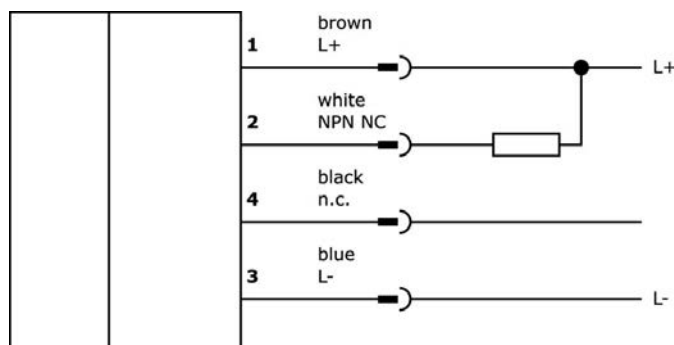 brown
1 L+
L+
white
2 NPN NC
black
4 n.c.
blue
3 L-
L-